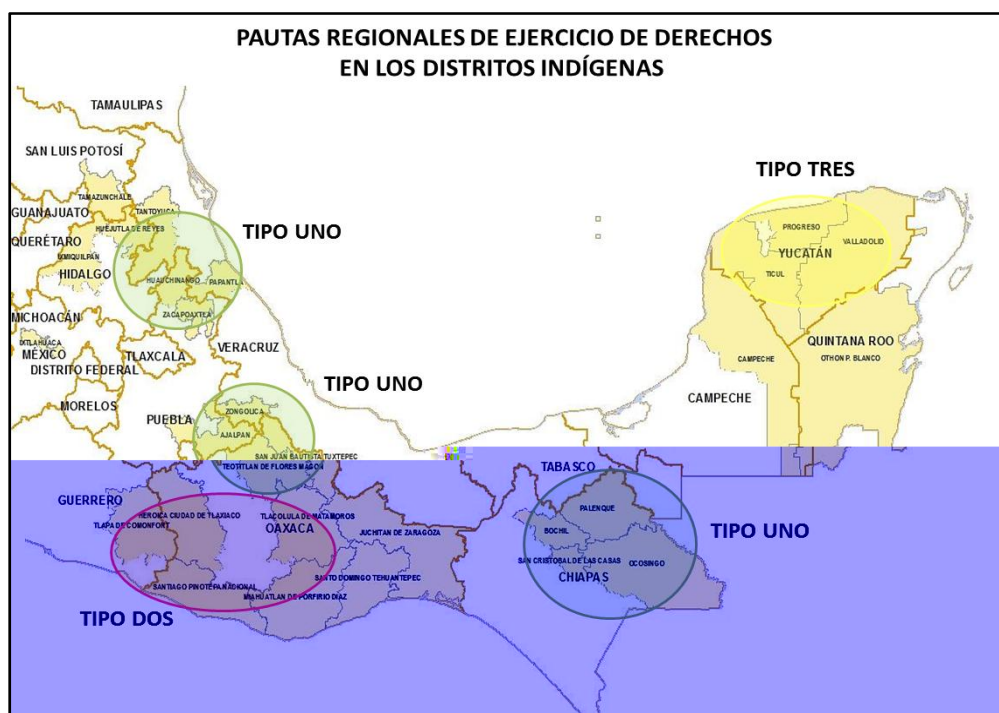 PAUTAS REGIONALES DE EJERCICIO DE DERECHOS
EN LOS DISTRITOS INDÍGENAS
TAMAULIPAS
SAN LUIS POTOSÍ
TAMAZUNCHALE
GUANAJUATO
TANTOYUCA
HUEJUTLA DE REYES
QUERÉTARO
IXMIQUILPAN
HIDALGO
TIPO UNO
HUAUCHINANGO
PAPANTLA
ZACAPOAXTLA
MICHOACÁN
IXTLAHUACA
MÉXICO
TLAXCALA
VERACRUZ
DISTRITO FEDERAL
MORELOS
PUEBLA
TIPO UNO
ZONGOLICA
AJALPAN
SAN JUAN BAUTISTA TUXTEPEC
TEOTITLAN DE FLORES MAGON
TIPO TRES
PROGRESO
VALLADOLID
YUCATÁN
TICUL
QUINTANA ROO
CAMPECHE
OTHON P. BLANCO
CAMPECHE
GUERRERO
HEROICA CIUDAD DE TLAXIACO
TLAPA DE COMONFORT
TLACOLULA DE MATAMOROS
OAXACA
JUCHITAN DE ZARAGOZA
SANTIAGO PINOTEPA NACIONAL
SANTO DOMINGO TEHUANTEPEC
MIAHUATLAN DE PORFIRIO DIAZ
TIPO DOS
TABASCO
PALENQUE
BOCHIL
TIPO UNO
SAN CRISTOBAL DE LAS CASAS
OCOSINGO
CHIAPAS